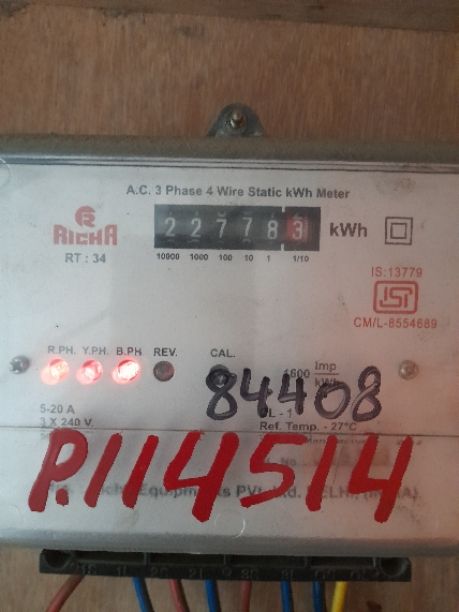 A.C. 3 Phase 4 Wire Static kWh Meter
RICHA
RT : 34
227783 kWh
10000 1000 100 10 1 1/10
IS:13779
ISI
CM/L-8554689
R.PH. Y.PH. B.PH REV. CAL.
1600 Imp/kWh
84408
5-20 A
3 X 240 V.
Ref. Temp. - 27°C
P.114514